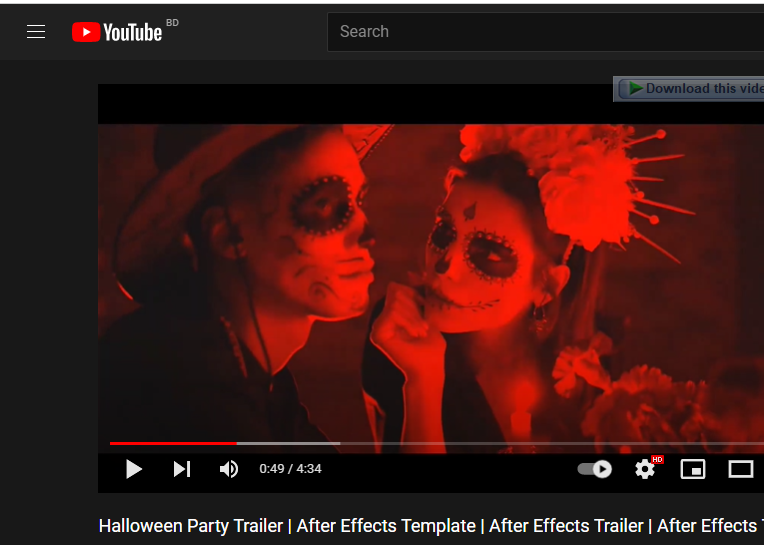 YouTube BD
Search
Download this vide
HD
0:49 / 4:34
Halloween Party Trailer | After Effects Template | After Effects Trailer | After Effects T